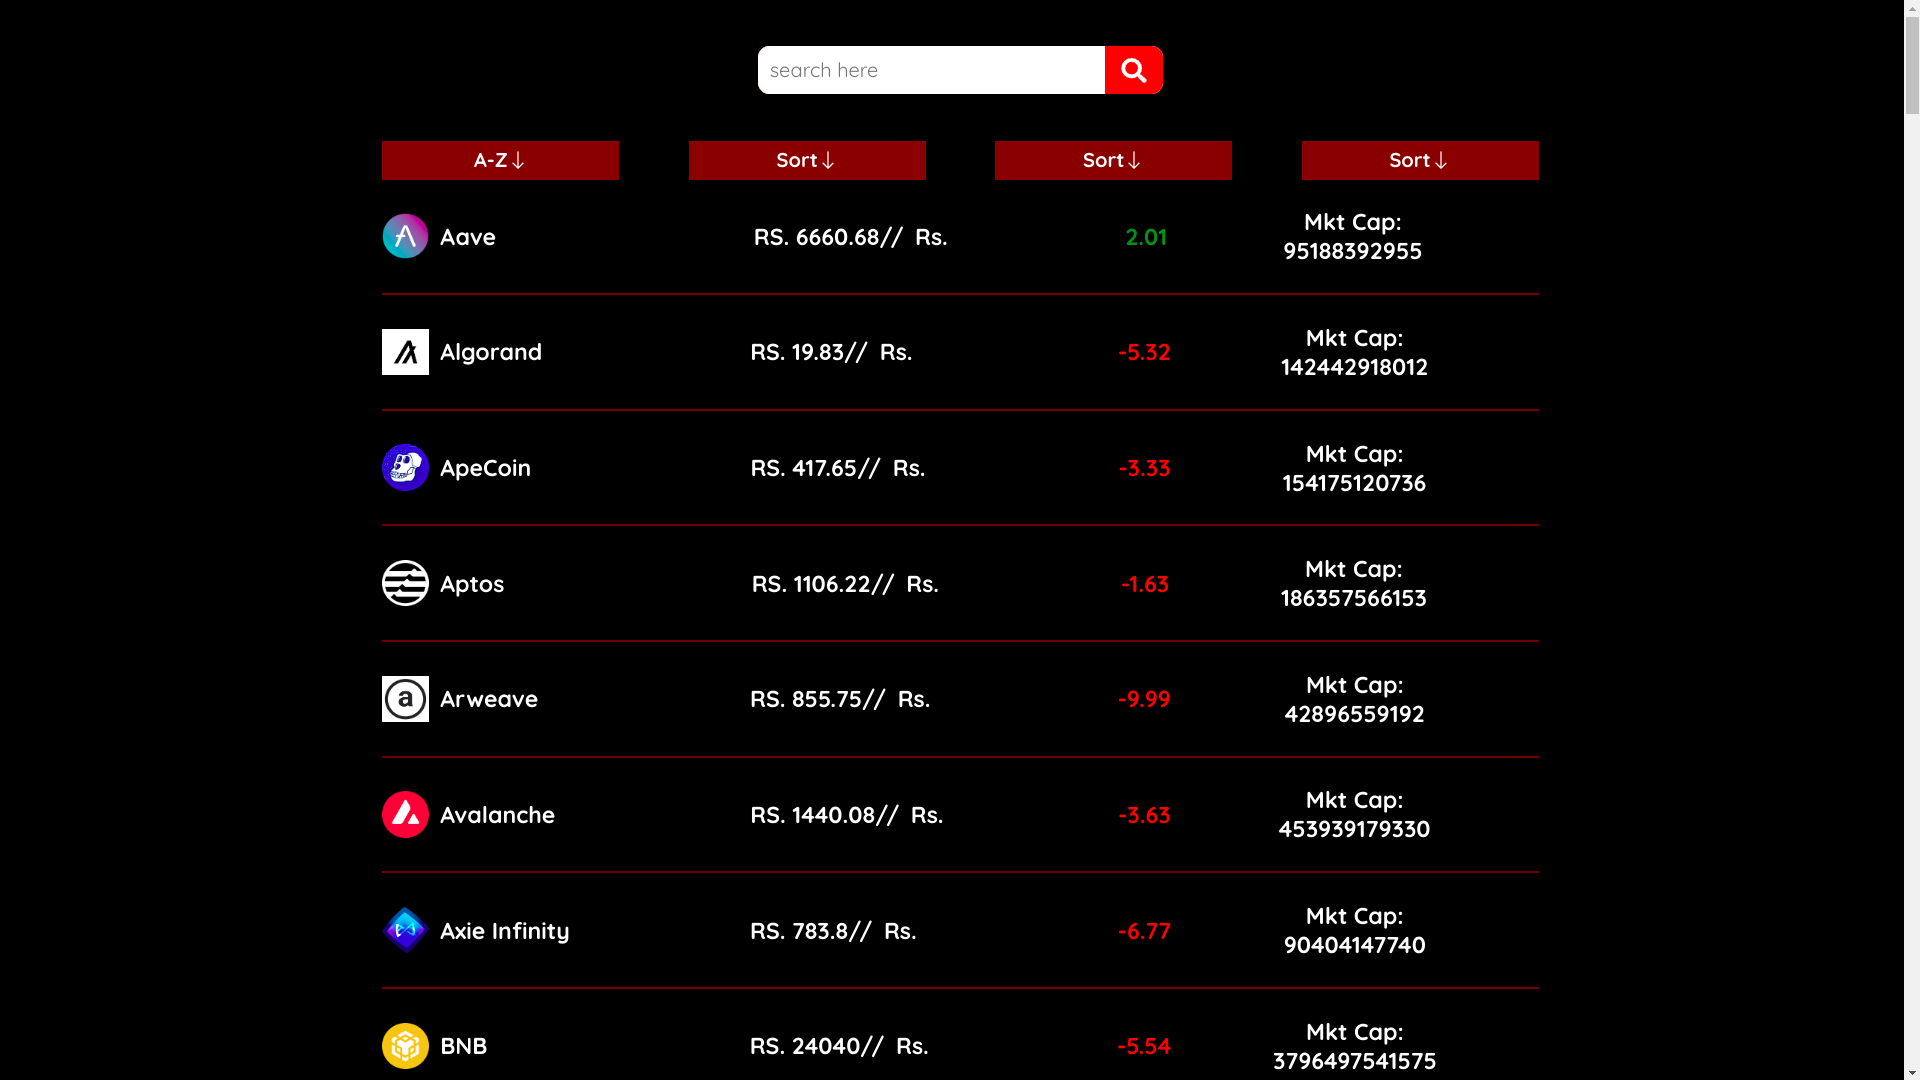 search here
A-Z↓
Sort↓
Sort↓
Sort↓
Aave
RS. 6660.68// Rs.
2.01
Mkt Cap:
95188392955
Algorand
RS. 19.83// Rs.
-5.32
Mkt Cap:
142442918012
ApeCoin
RS. 417.65// Rs.
-3.33
Mkt Cap:
154175120736
Aptos
RS. 1106.22// Rs.
-1.63
Mkt Cap:
186357566153
a
Arweave
RS. 855.75// Rs.
-9.99
Mkt Cap:
42896559192
Avalanche
RS. 1440.08// Rs.
-3.63
Mkt Cap:
453939179330
Axie Infinity
RS. 783.8// Rs.
-6.77
Mkt Cap:
90404147740
BNB
RS. 24040// Rs.
-5.54
Mkt Cap:
3796497541575